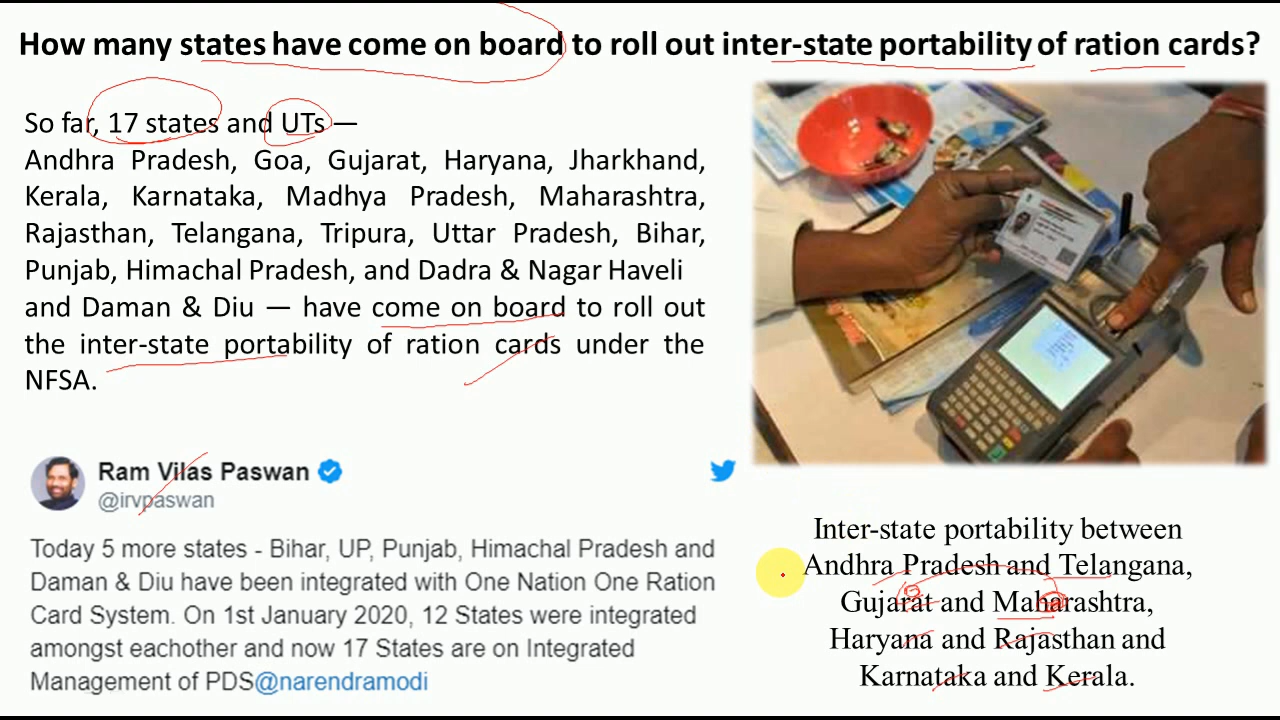 How many states have come on board to roll out inter-state portability of ration cards?
So far, 17 states and UTs —
Andhra Pradesh, Goa, Gujarat, Haryana, Jharkhand,
Kerala, Karnataka, Madhya Pradesh, Maharashtra,
Rajasthan, Telangana, Tripura, Uttar Pradesh, Bihar,
Punjab, Himachal Pradesh, and Dadra & Nagar Haveli
and Daman & Diu — have come on board to roll out
the inter-state portability of ration cards under the
NFSA.
Ram Vilas Paswan
@irvpaswan
Today 5 more states - Bihar, UP, Punjab, Himachal Pradesh and
Daman & Diu have been integrated with One Nation One Ration
Card System. On 1st January 2020, 12 States were integrated
amongst eachother and now 17 States are on Integrated
Management of PDS@narendramodi
Inter-state portability between
Andhra Pradesh and Telangana,
Gujarat and Maharashtra,
Haryana and Rajasthan and
Karnataka and Kerala.